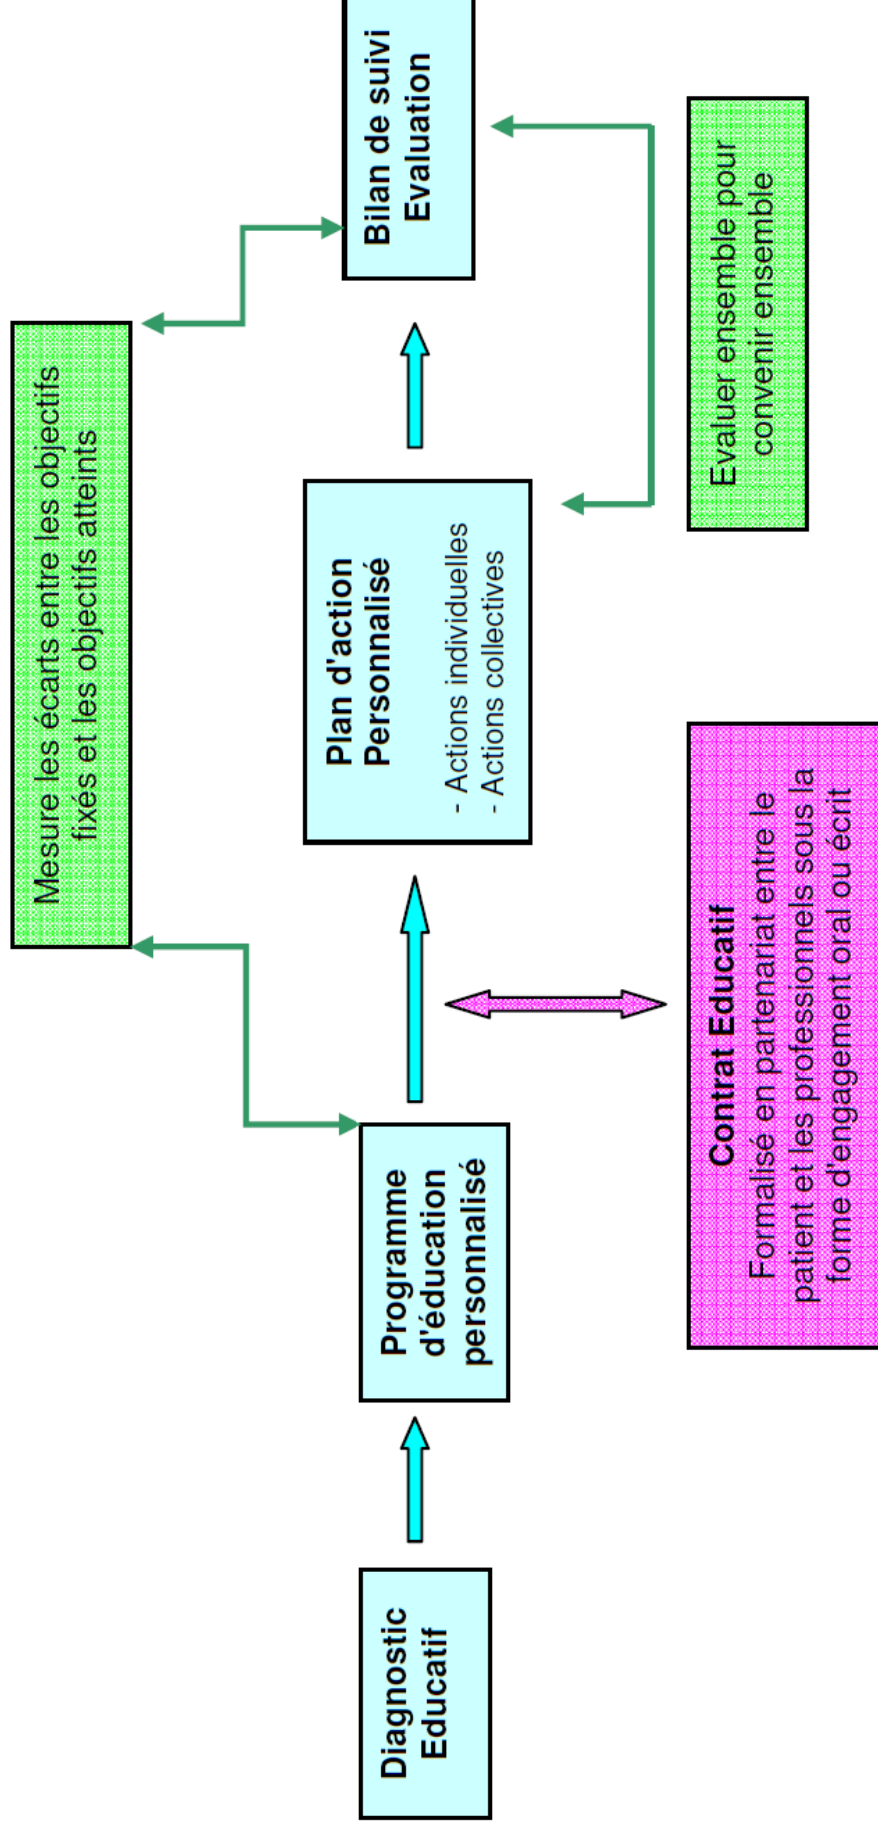 Mesure les écarts entre les objectifs
fixés et les objectifs atteints
Diagnostic
Educatif
Programme
d'éducation
personnalisé
Plan d'action
Personnalisé
- Actions individuelles
- Actions collectives
Bilan de suivi
Evaluation
Contrat Educatif
Formalisé en partenariat entre le
patient et les professionnels sous la
forme d'engagement oral ou écrit
Evaluer ensemble pour
convenir ensemble